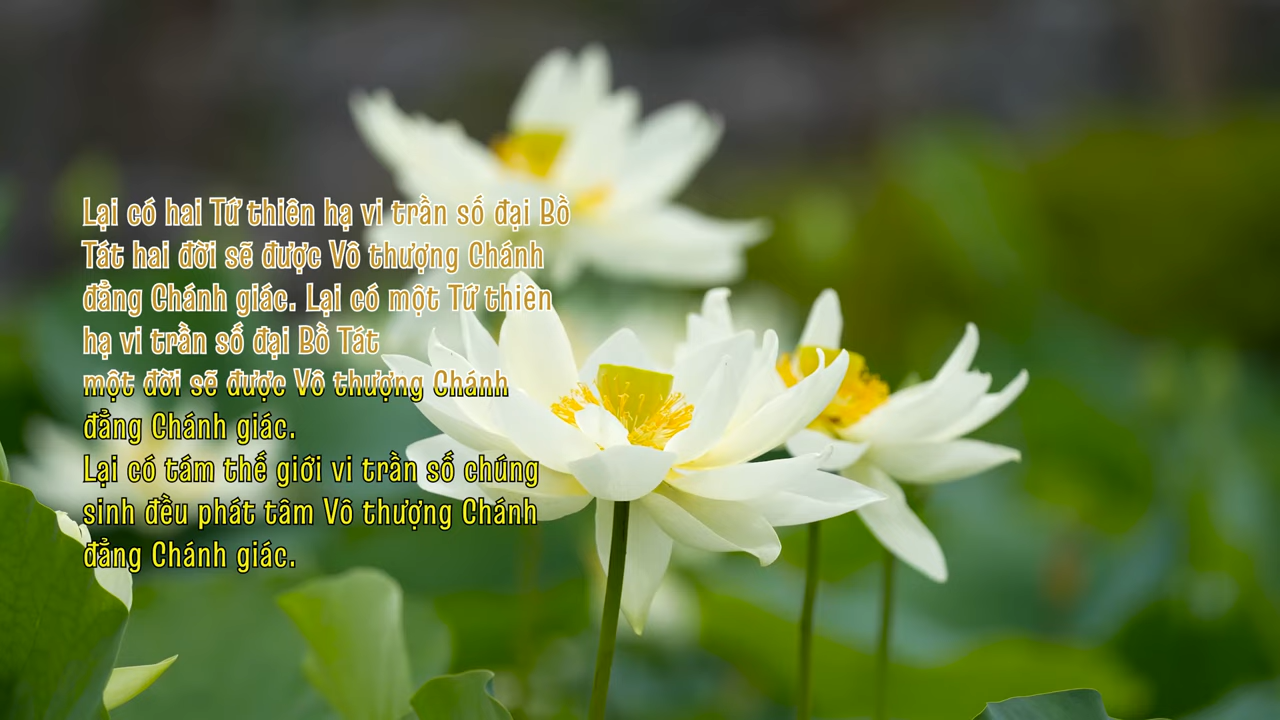 Lại có hai Tứ thiên hạ vi trần số đại Bồ
Tát hai đời sẽ được Vô thượng Chánh
đẳng Chánh giác. Lại có một Tứ thiên
hạ vi trần số đại Bồ Tát
một đời sẽ được Vô thượng Chánh
đẳng Chánh giác.
Lại có tám thế giới vi trần số chúng
sinh đều phát tâm Vô thượng Chánh
đẳng Chánh giác.